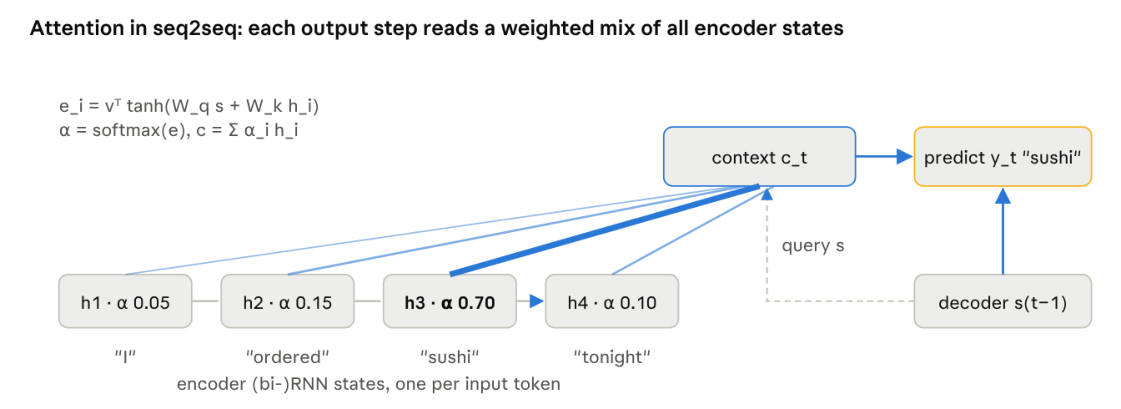 Attention in seq2seq: each output step reads a weighted mix of all encoder states
e_i = vᵀ tanh(W_q s + W_k h_i)
α = softmax(e), c = Σ α_i h_i
context c_t
predict y_t "sushi"
query s
h1 · α 0.05
h2 · α 0.15
h3 · α 0.70
h4 · α 0.10
decoder s(t−1)
"I"
"ordered"
"sushi"
"tonight"
encoder (bi-)RNN states, one per input token